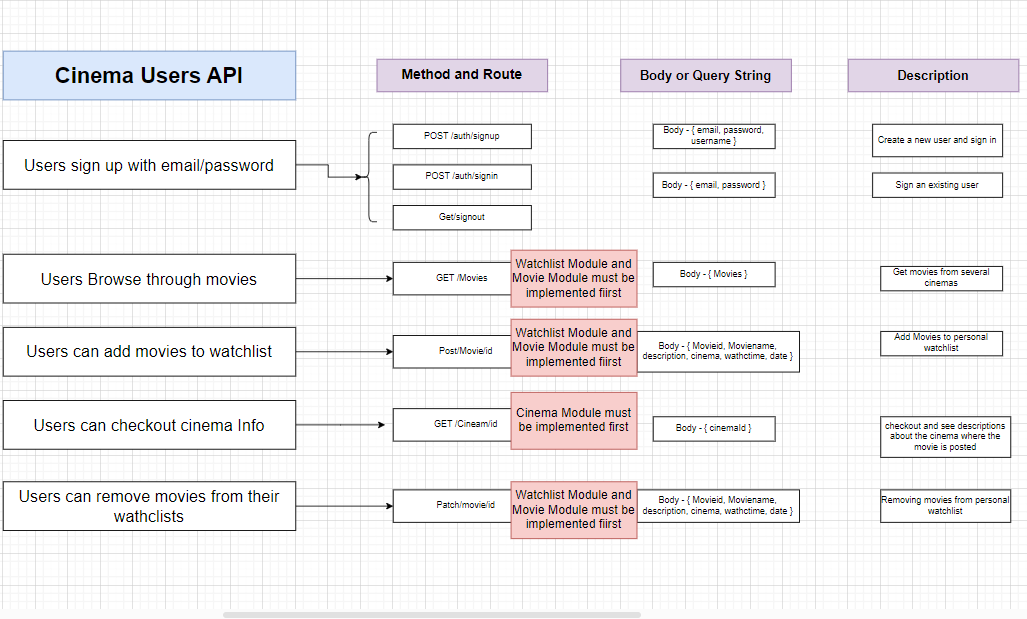 Cinema Users API
Method and Route
Body or Query String
Description
Users sign up with email/password
POST /auth/signup
Body - { email, password,
username }
Create a new user and sign in
POST /auth/signin
Body - { email, password }
Sign an existing user
Get/signout
Users Browse through movies
GET /Movies
Watchlist Module and
Movie Module must be
implemented fiirst
Body - { Movies }
Get movies from several
cinemas
Users can add movies to watchlist
Post/Movie/id
Watchlist Module and
Movie Module must be
implemented fiirst
Body - { Movieid, Moviename,
description, cinema, wathctime, date }
Add Movies to personal
watchlist
Users can checkout cinema Info
GET /Cineam/id
Cinema Module must
be implemented first
Body - { cinemaId }
checkout and see descriptions
about the cinema where the
movie is posted
Users can remove movies from their
wathclists
Patch/movie/id
Watchlist Module and
Movie Module must be
implemented fiirst
Body - { Movieid, Moviename,
description, cinema, wathctime, date }
Removing movies from personal
watchlist